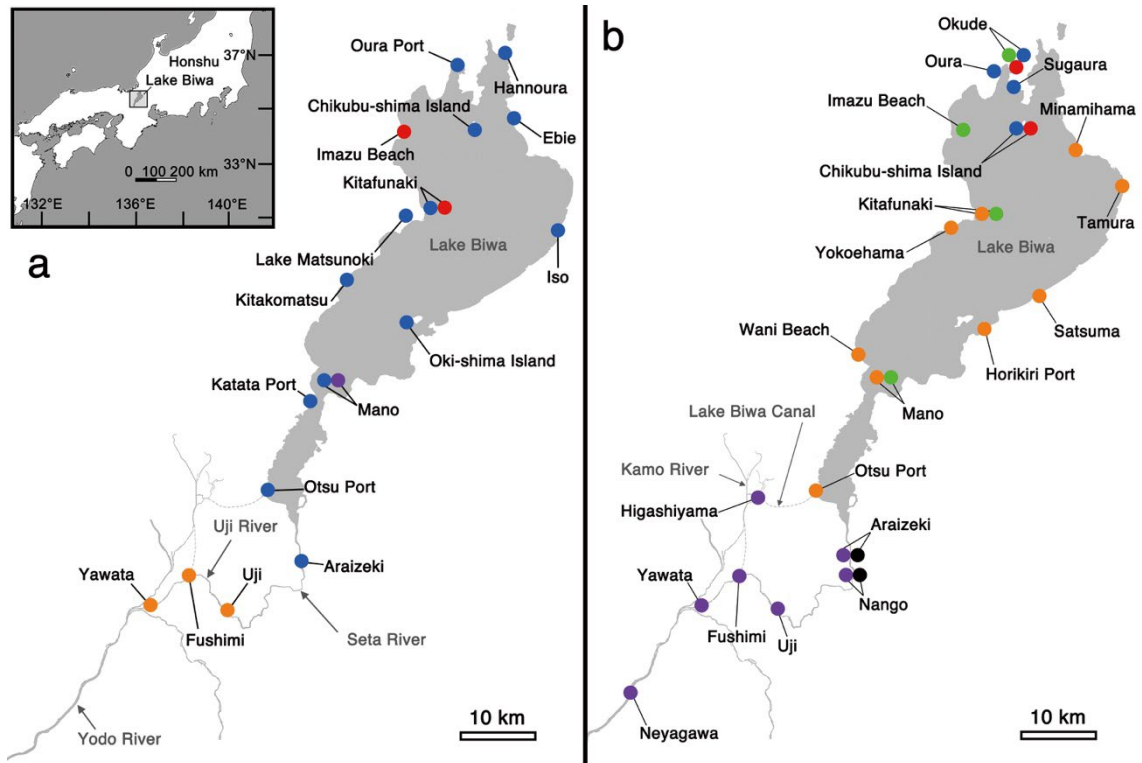 37°N
33°N
132°E
136°E
140°E
Honshu
Lake Biwa
0 100 200 km
a
Oura Port
Hannoura
Chikubu-shima Island
Ebie
Imazu Beach
Kitafunaki
Lake Matsunoki
Lake Biwa
Iso
Kitakomatsu
Oki-shima Island
Katata Port
Mano
Otsu Port
Uji River
Araizeki
Yawata
Uji
Fushimi
Seta River
Yodo River
10 km
b
Okude
Oura
Sugaura
Imazu Beach
Minamihama
Chikubu-shima Island
Kitafunaki
Tamura
Yokoehama
Lake Biwa
Satsuma
Wani Beach
Horikiri Port
Mano
Lake Biwa Canal
Kamo River
Otsu Port
Higashiyama
Araizeki
Yawata
Nango
Fushimi
Uji
Neyagawa
10 km